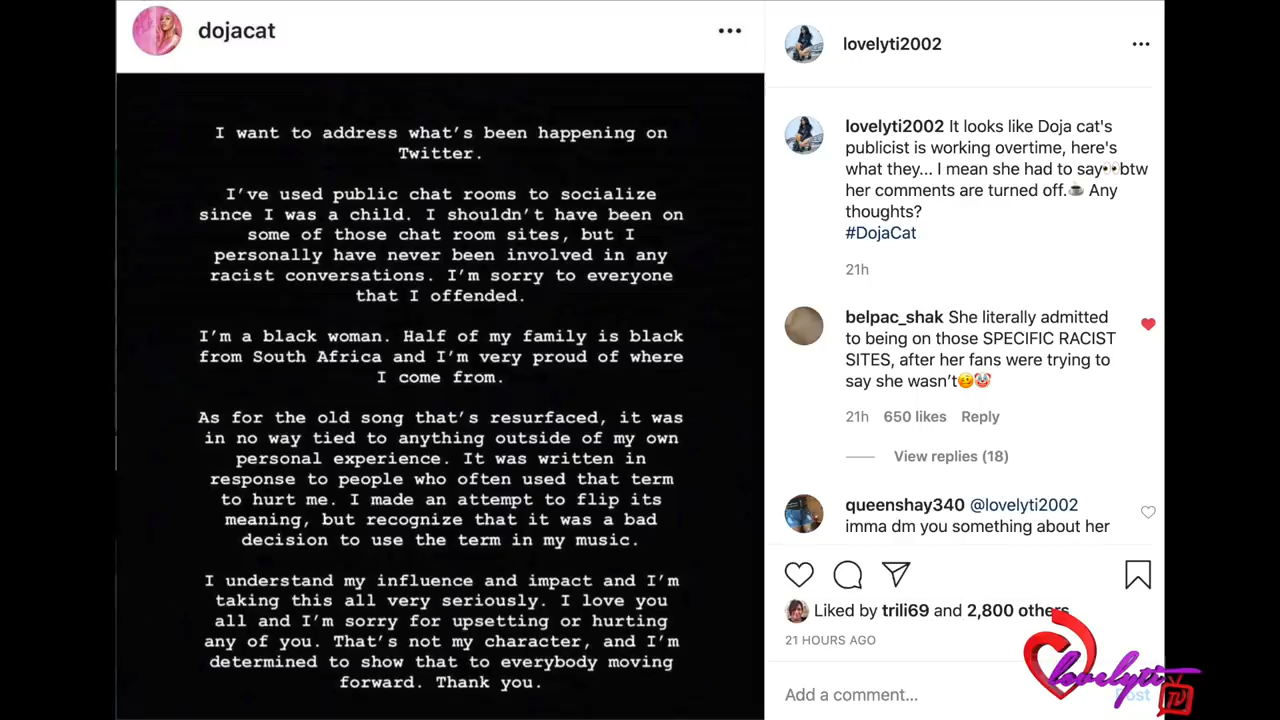 dojacat
I want to address what's been happening on
Twitter.
I've used public chat rooms to socialize
since I was a child. I shouldn't have been on
some of those chat room sites, but I
personally have never been involved in any
racist conversations. I'm sorry to everyone
that I offended.
I'm a black woman. Half of my family is black
from South Africa and I'm very proud of where
I come from.
As for the old song that's resurfaced, it was
in no way tied to anything outside of my own
personal experience. It was written in
response to people who often used that term
to hurt me. I made an attempt to flip its
meaning, but recognize that it was a bad
decision to use the term in my music.
I understand my influence and impact and I'm
taking this all very seriously. I love you
all and I'm sorry for upsetting or hurting
any of you. That's not my character, and I'm
determined to show that to everybody moving
forward. Thank you.
lovelyti2002
lovelyti2002 It looks like Doja cat's
publicist is working overtime, here's
what they... I mean she had to say👀btw
her comments are turned off.☕ Any
thoughts?
#DojaCat
21h
belpac_shak She literally admitted
to being on those SPECIFIC RACIST
SITES, after her fans were trying to
say she wasn't🥴🤡
21h 650 likes Reply
View replies (18)
queenshay340 @lovelyti2002
imma dm you something about her
Liked by trili69 and 2,800 others
21 HOURS AGO
Add a comment...
Post
lovelyti
TV